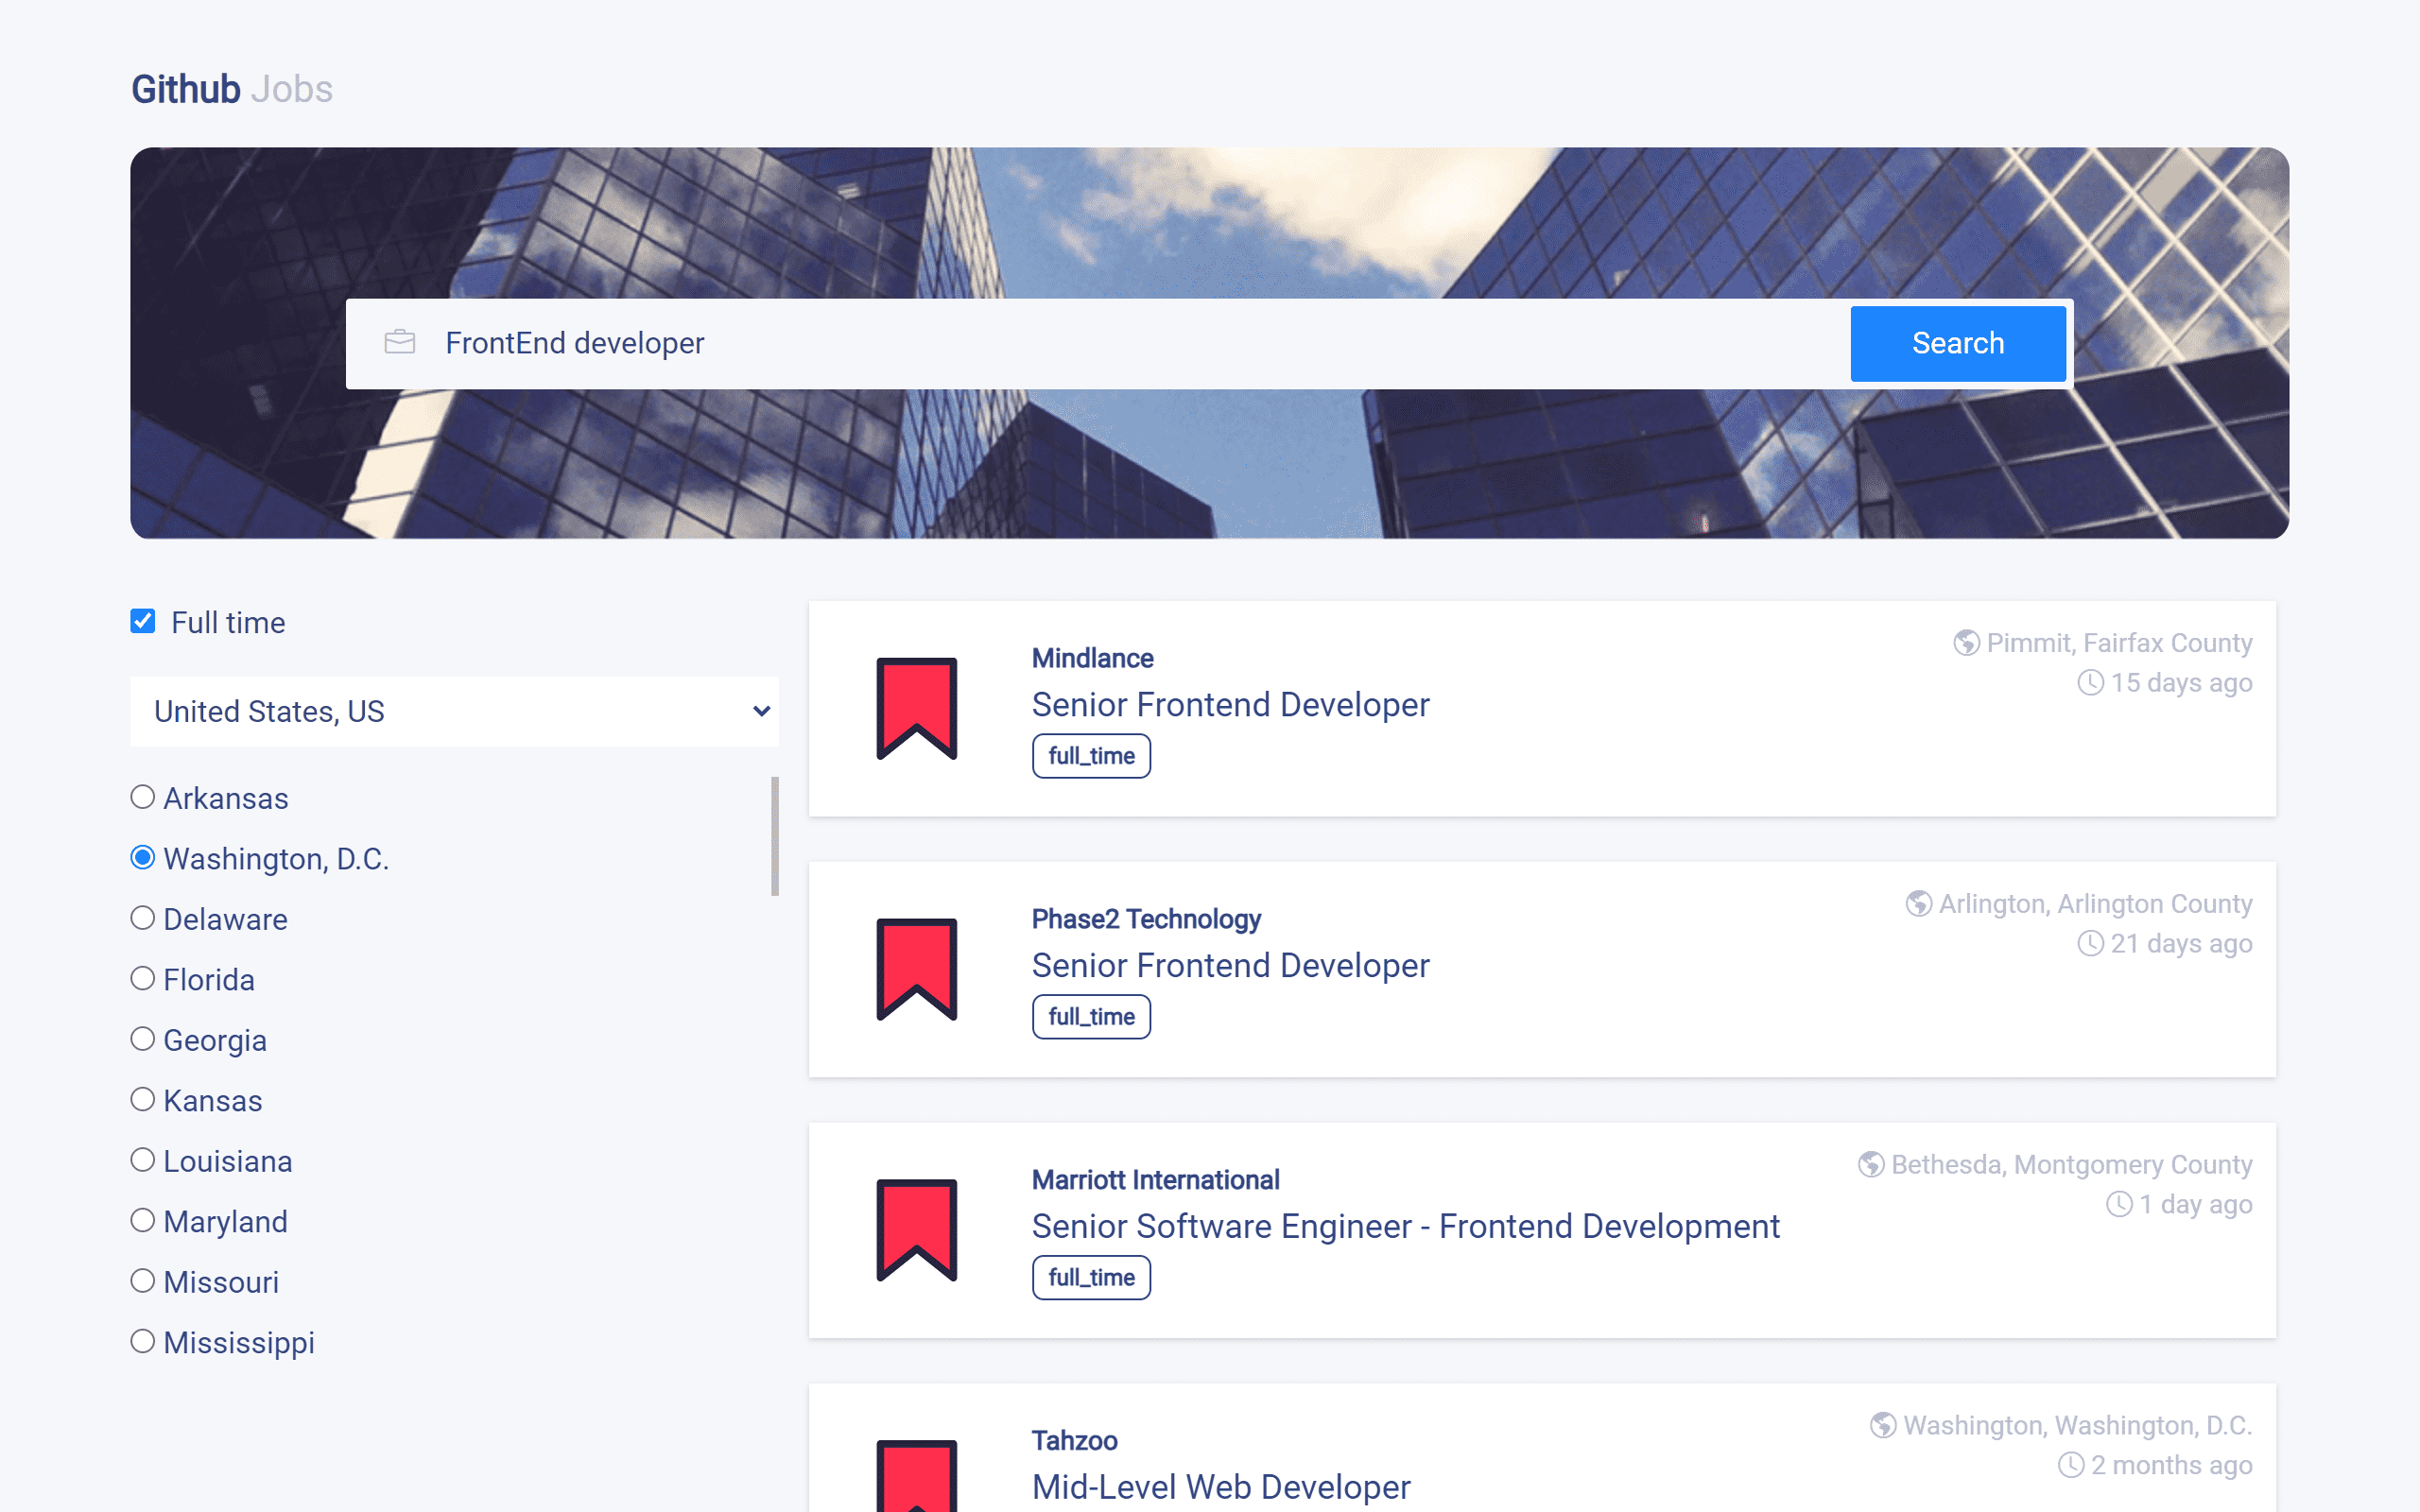 Github Jobs
FrontEnd developer
Search
Full time
United States, US
Arkansas
Washington, D.C.
Delaware
Florida
Georgia
Kansas
Louisiana
Maryland
Missouri
Mississippi
Mindlance
Senior Frontend Developer
full_time
Pimmit, Fairfax County
15 days ago
Phase2 Technology
Senior Frontend Developer
full_time
Arlington, Arlington County
21 days ago
Marriott International
Senior Software Engineer - Frontend Development
full_time
Bethesda, Montgomery County
1 day ago
Tahzoo
Mid-Level Web Developer
Washington, Washington, D.C.
2 months ago